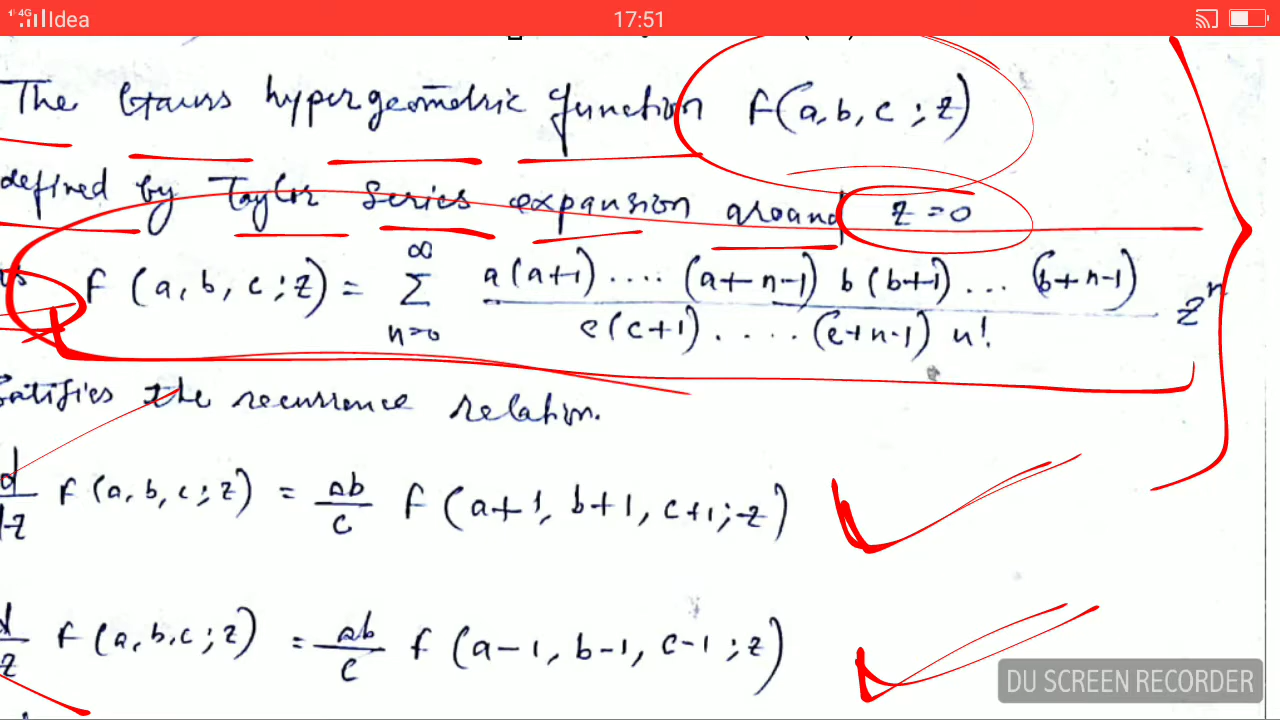 4G Idea 17:51
The Gauss hypergeometric function F(a,b,c;z)
defined by Taylor Series expansion around z=0
F(a,b,c;z) = ∞ Σ n=0 a(a+1)....(a+n-1) b(b+1)...(b+n-1) / c(c+1).....(c+n-1) n! z^n
Satisfies the recurrence relation.
d/dz F(a,b,c;z) = ab/c F(a+1, b+1, c+1;z)
d/dz F(a,b,c;z) = ab/c F(a-1, b-1, c-1;z)
DU SCREEN RECORDER